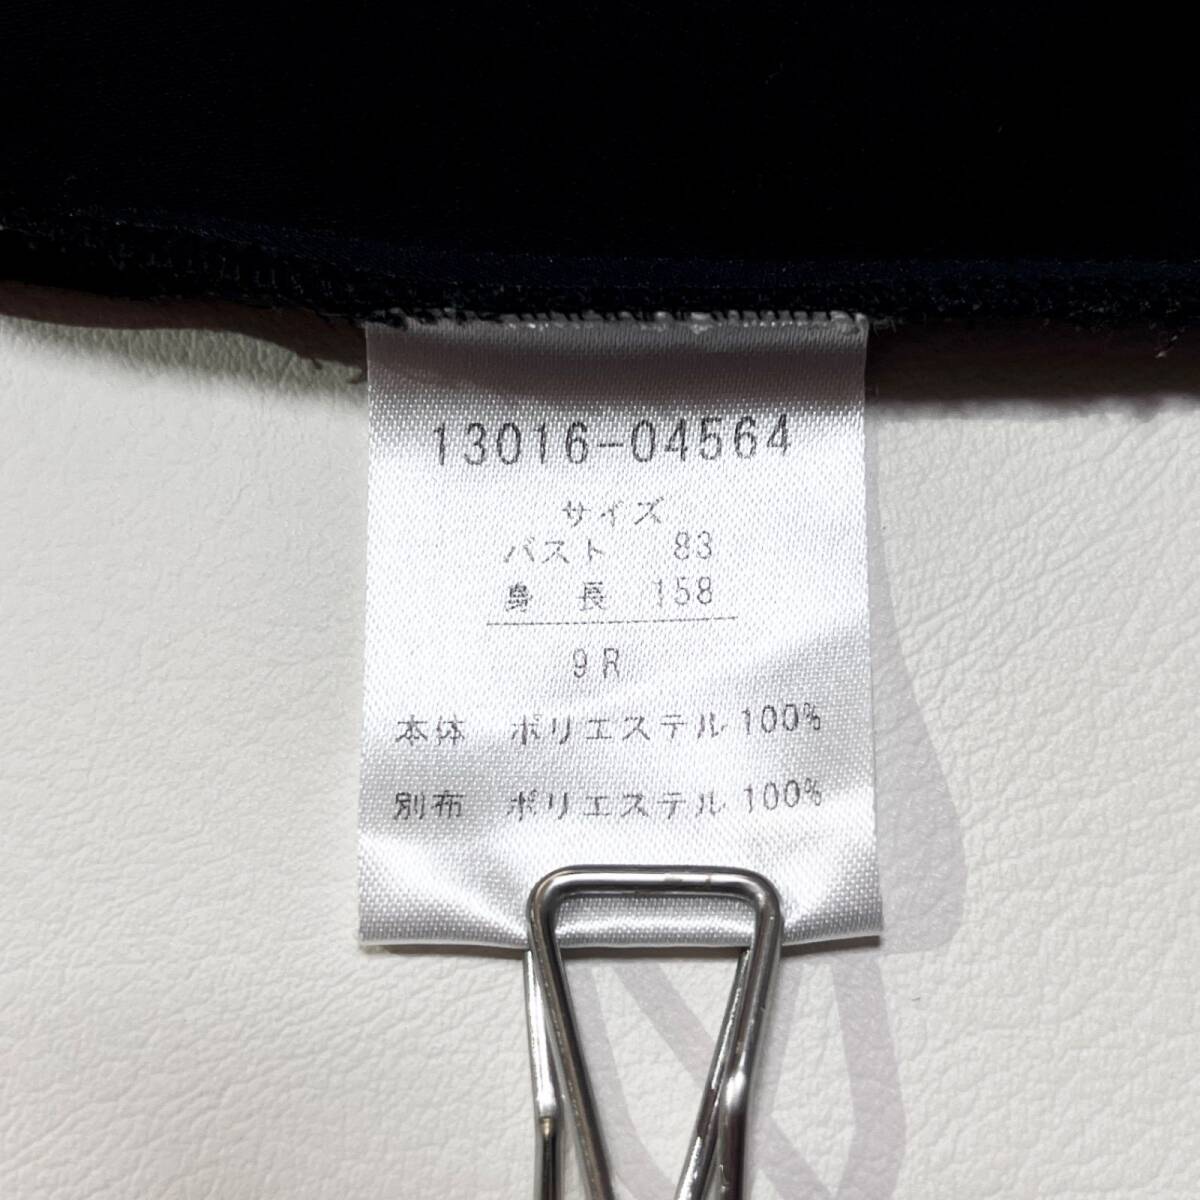 13016-04564
サイズ
バスト 83
身長 158
9R
本体 ポリエステル 100%
別布 ポリエステル 100%